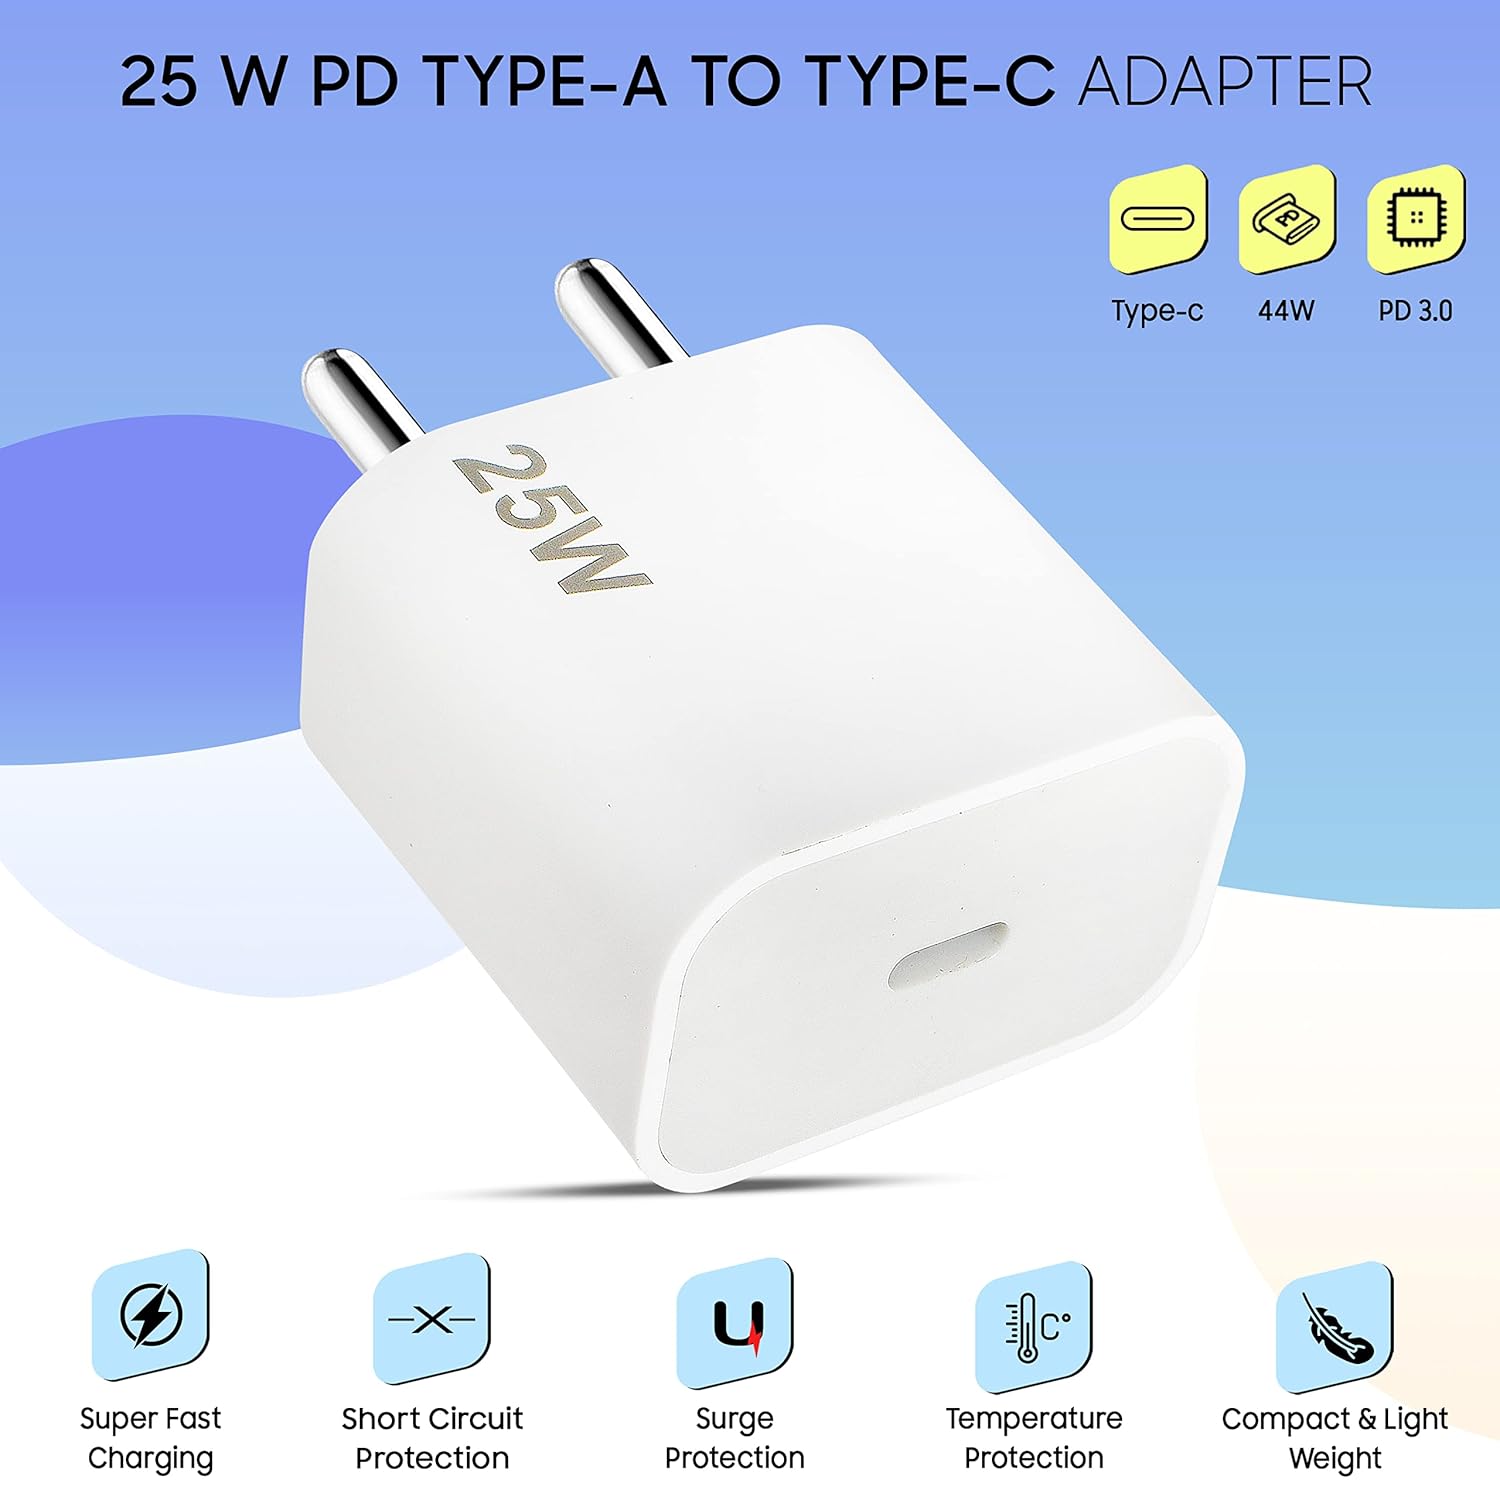 25 W PD TYPE-A TO TYPE-C ADAPTER
Type-c
44W
PD 3.0
25W
Super Fast
Charging
Short Circuit
Protection
Surge
Protection
C°
Temperature
Protection
Compact & Light
Weight